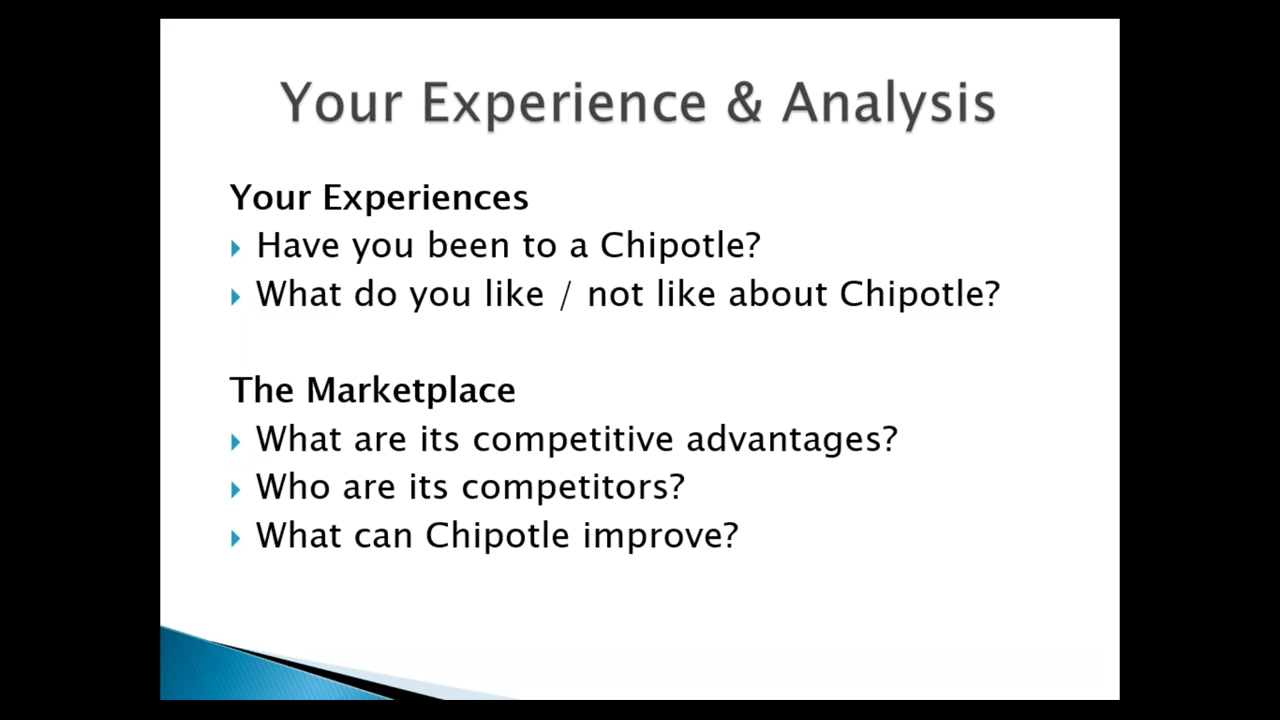 Your Experience & Analysis
Your Experiences
Have you been to a Chipotle?
What do you like / not like about Chipotle?
The Marketplace
What are its competitive advantages?
Who are its competitors?
What can Chipotle improve?